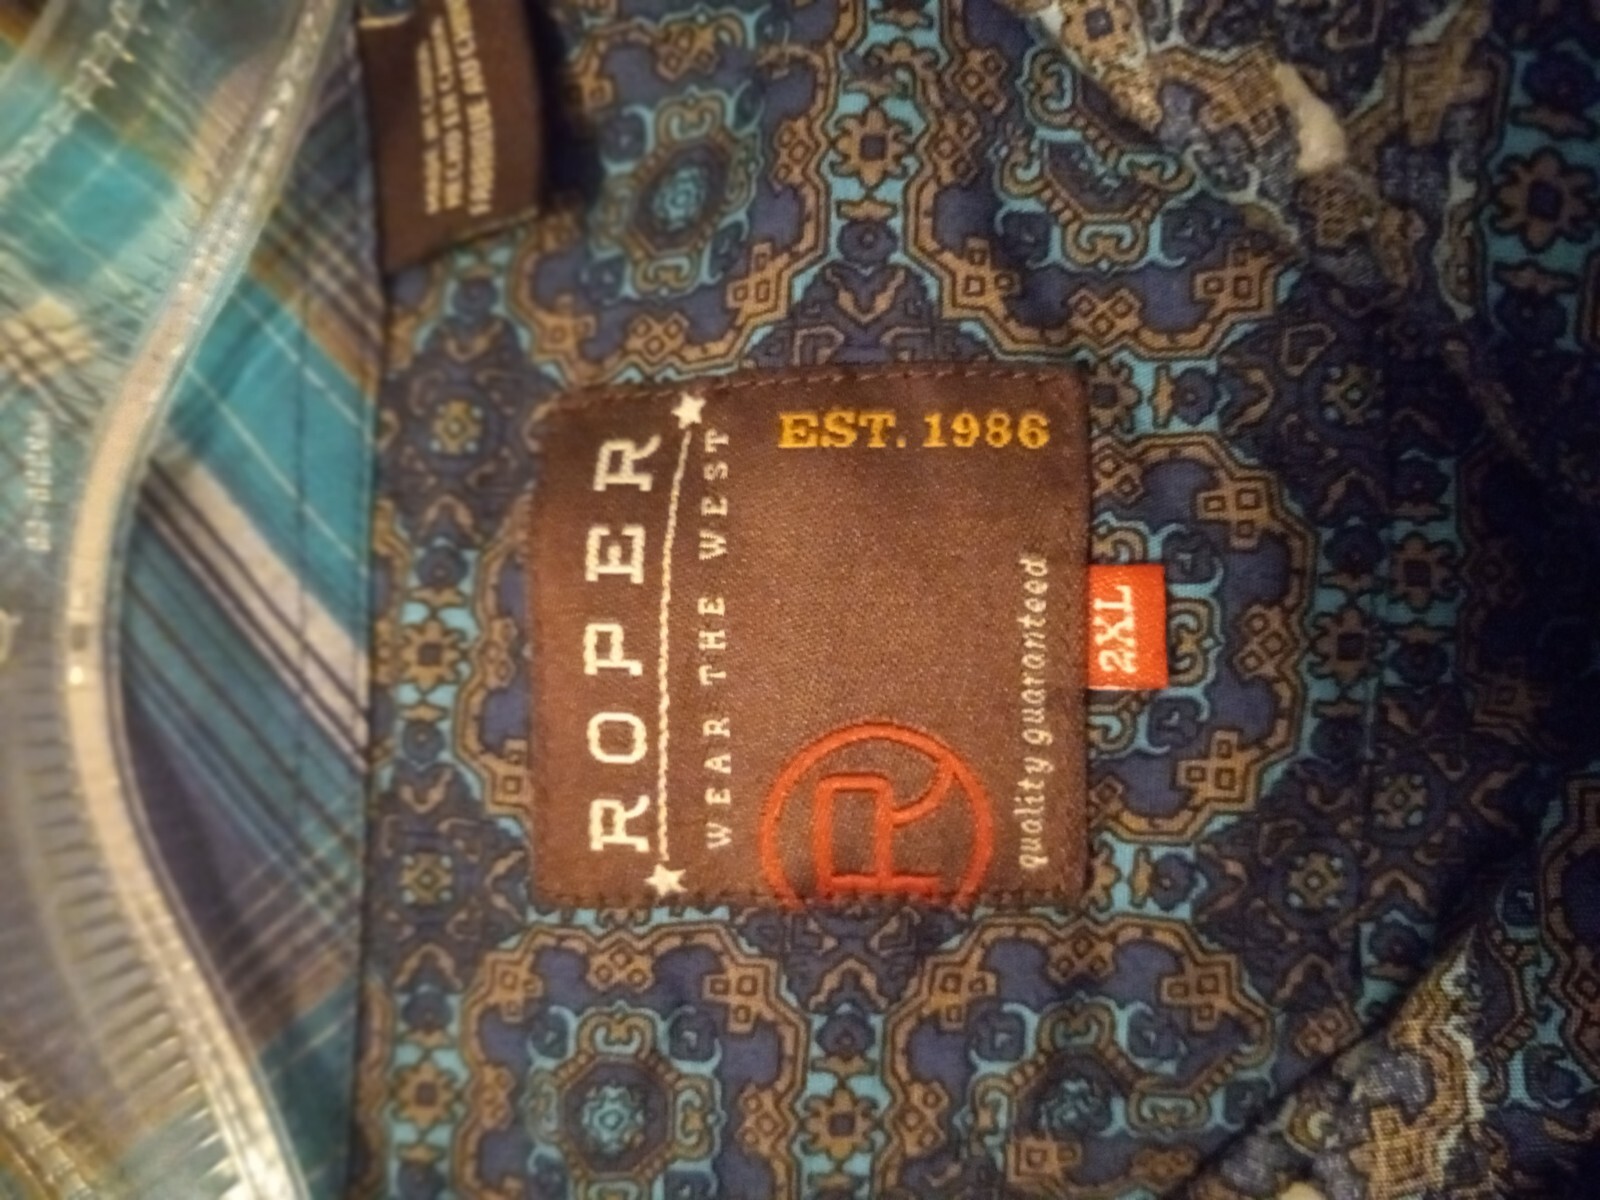 ROPER
WEAR THE WEST
EST. 1986
R
quality guaranteed
2XL